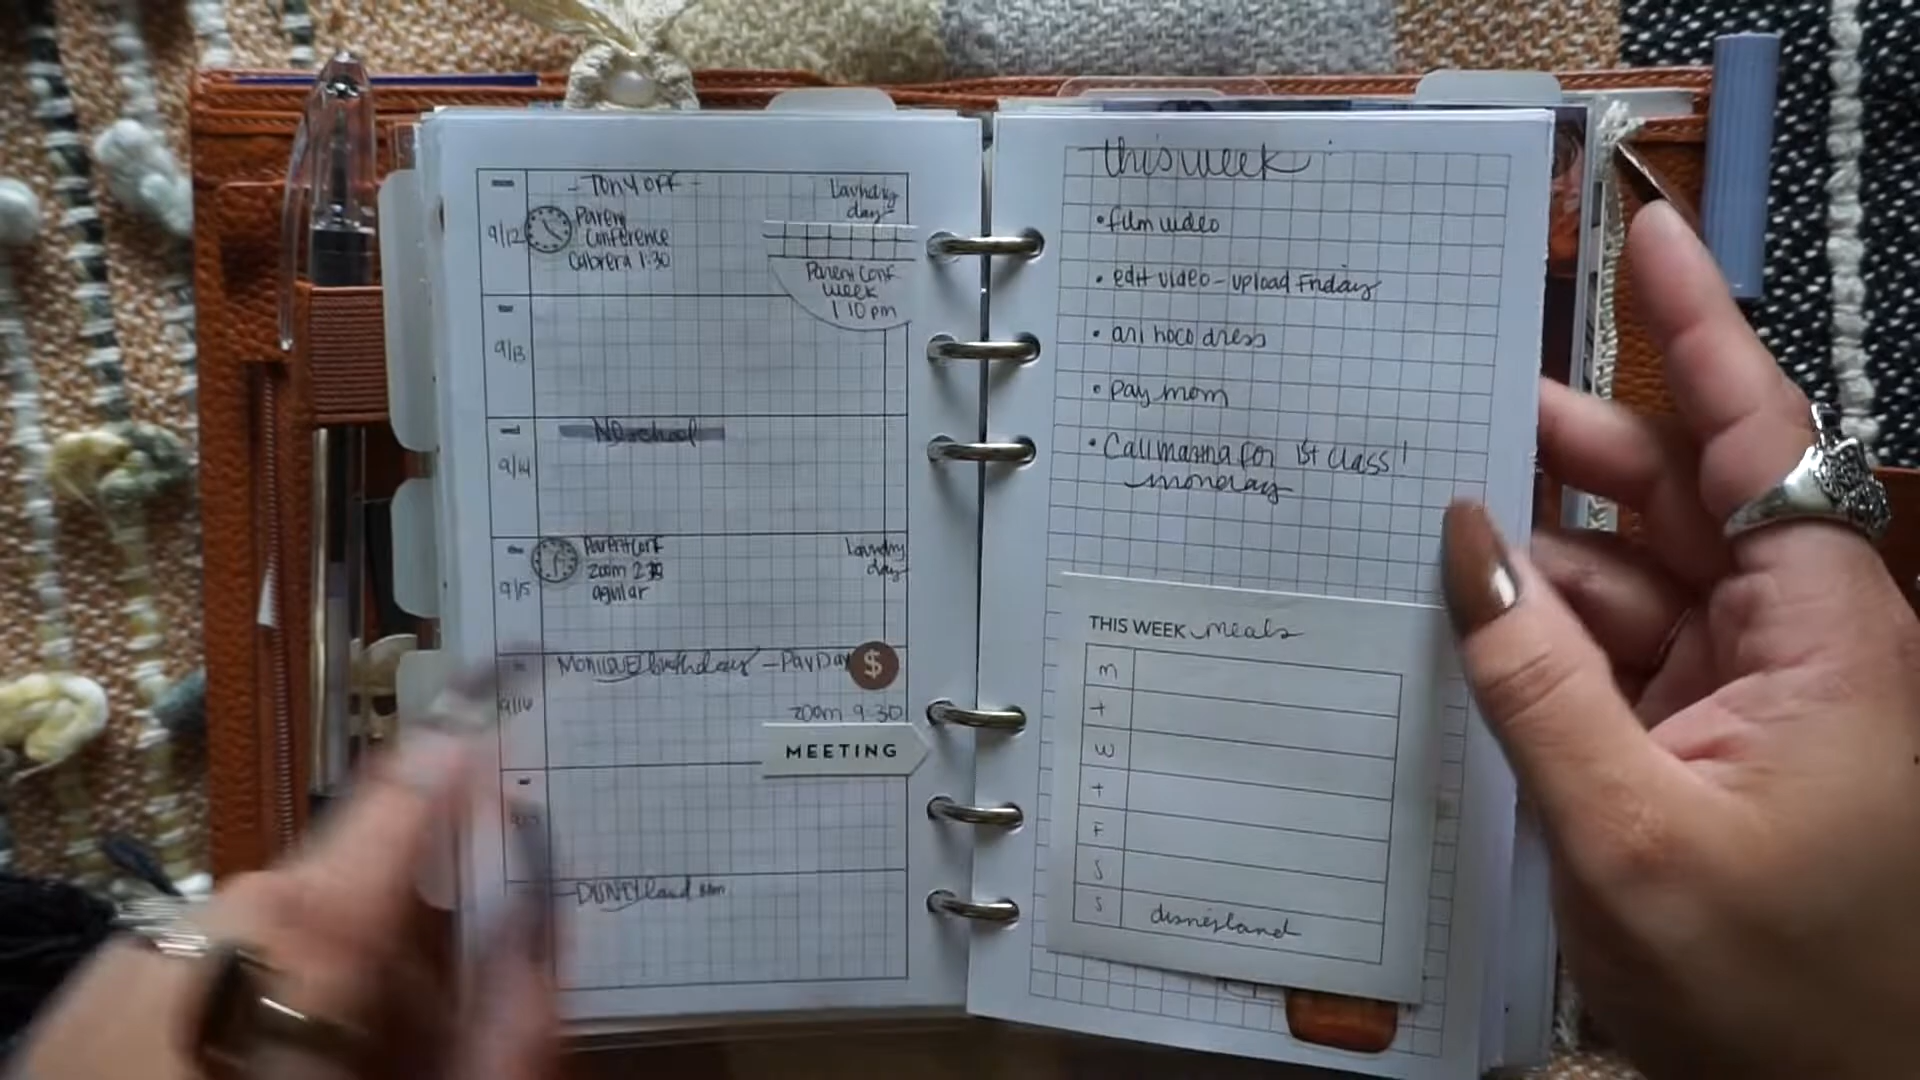 - Tony OFF -
Laundry
day
9/12
Parent
Conference
Cabrera 1:30
Parent Conf
week
1 10 pm
9/13
No school
9/14
Parent Conf
zoom
aguilar
Laundry
day
9/15
MONIQUE birthday - Pay Day
$
9/16
zoom 9:30
MEETING
DISNEYland
this week
• film video
• edit video - upload Friday
• ari hoco dress
• pay mom
• Call for 1st class!
monday
THIS WEEK meals
m
t
w
t
F
S
S disneyland